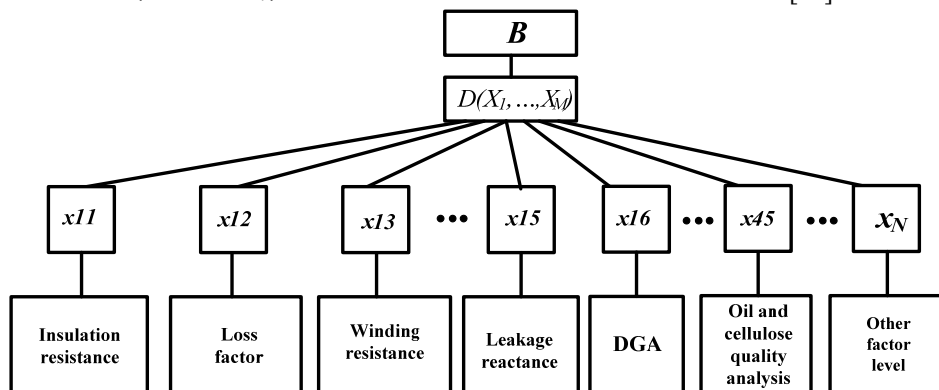 B
D(X1,...,XM)
x11
x12
x13
•••
x15
x16
•••
x45
•••
xN
Insulation
resistance
Loss
factor
Winding
resistance
Leakage
reactance
DGA
Oil and
cellulose
quality
analysis
Other
factor
level